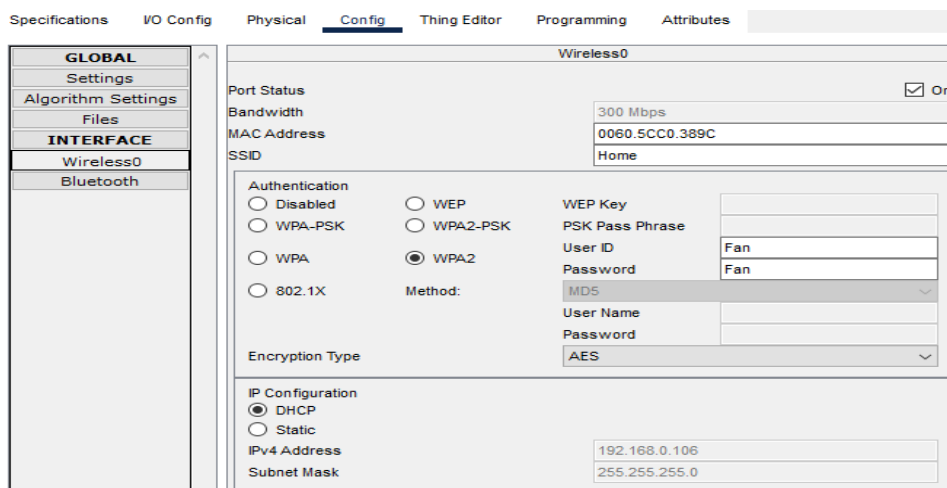 Specifications I/O Config Physical Config Thing Editor Programming Attributes
GLOBAL
Settings
Algorithm Settings
Files
INTERFACE
Wireless0
Bluetooth
Wireless0
Port Status
Bandwidth 300 Mbps
MAC Address 0060.5CC0.389C
SSID Home
Authentication
Disabled WEP WEP Key
WPA-PSK WPA2-PSK PSK Pass Phrase
User ID Fan
WPA WPA2
Password Fan
802.1X Method: MD5
User Name
Password
Encryption Type AES
IP Configuration
DHCP
Static
IPv4 Address 192.168.0.106
Subnet Mask 255.255.255.0